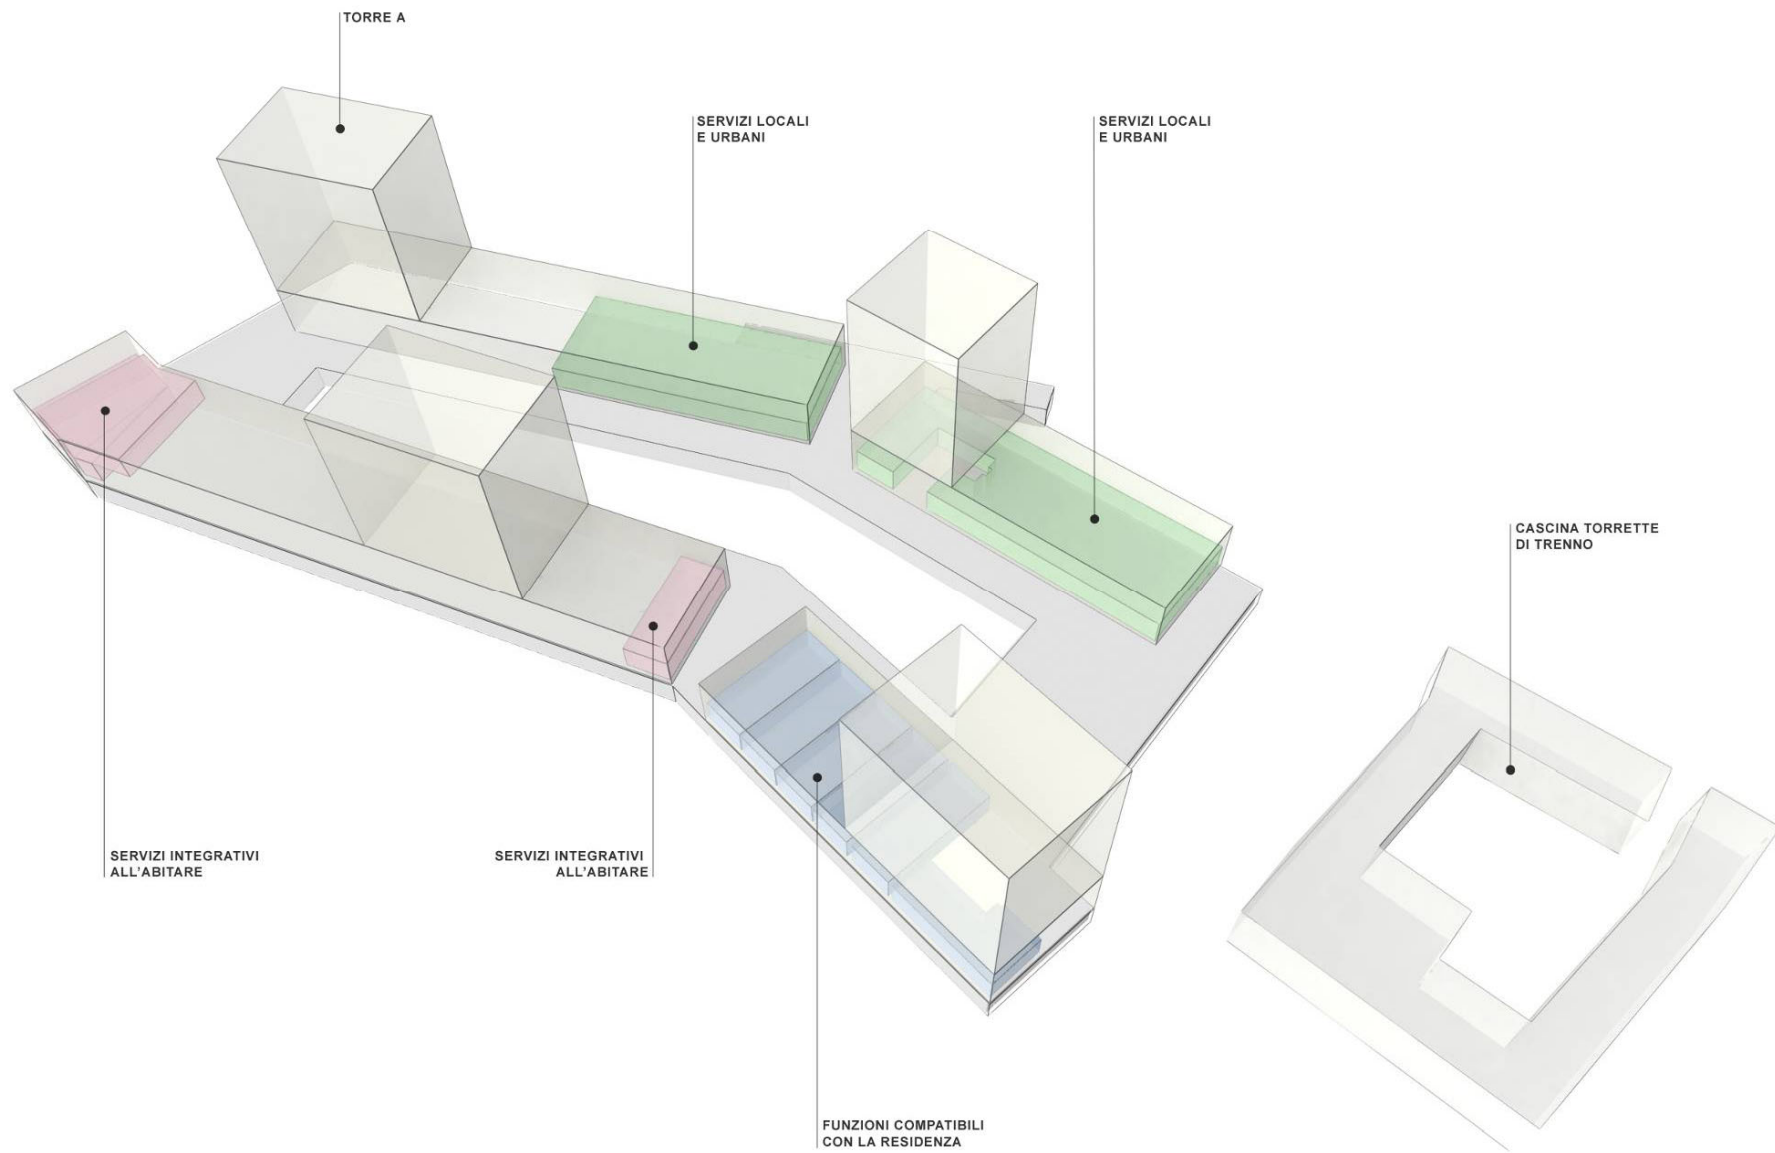 TORRE A
SERVIZI LOCALI
E URBANI
SERVIZI LOCALI
E URBANI
CASCINA TORRETTE
DI TRENNO
SERVIZI INTEGRATIVI
ALL'ABITARE
SERVIZI INTEGRATIVI
ALL'ABITARE
FUNZIONI COMPATIBILI
CON LA RESIDENZA